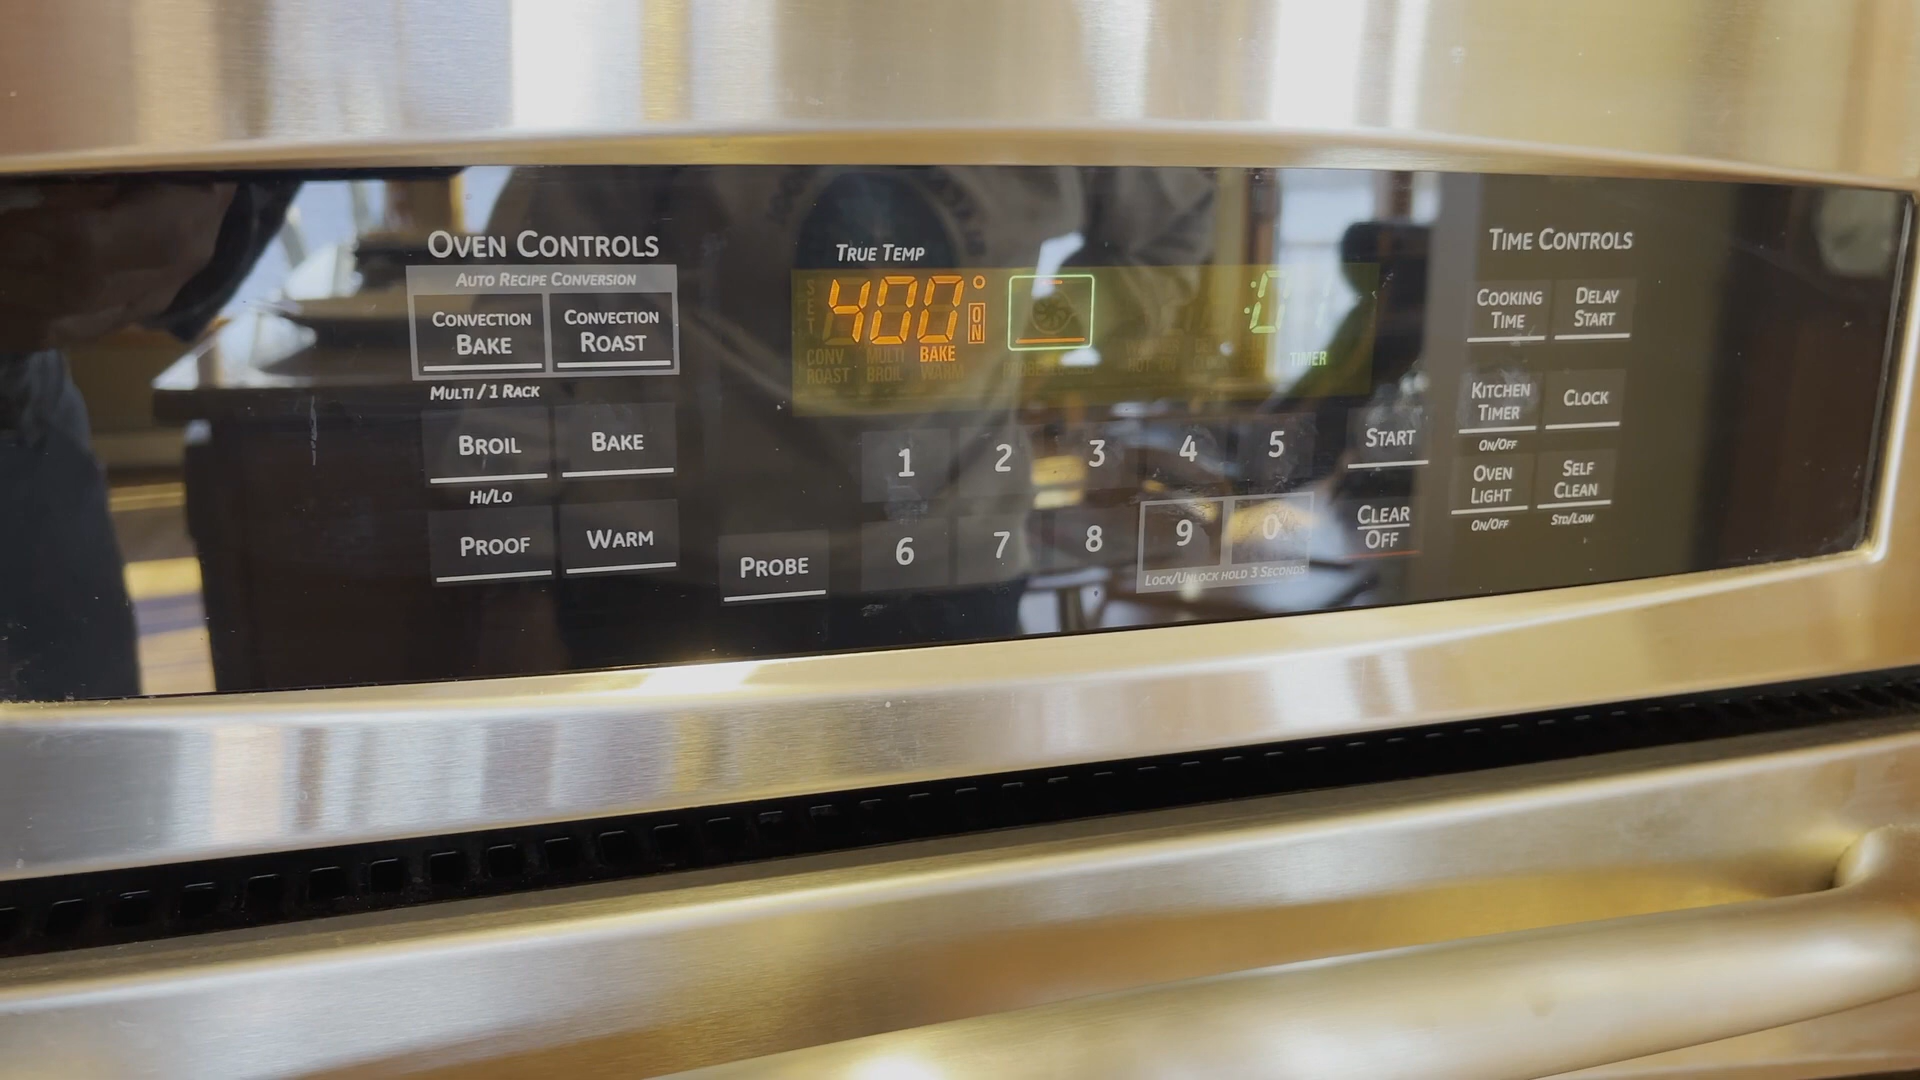 OVEN CONTROLS
AUTO RECIPE CONVERSION
CONVECTION BAKE
CONVECTION ROAST
MULTI / 1 RACK
BROIL
BAKE
HI/LO
PROOF
WARM
PROBE
TRUE TEMP
SET
400°
ON
CONV MULTI BAKE
ROAST BROIL WARM
TIMER
1 2 3 4 5
6 7 8 9 0
LOCK/UNLOCK HOLD 3 SECONDS
START
CLEAR
OFF
TIME CONTROLS
COOKING TIME
DELAY START
KITCHEN TIMER
CLOCK
ON/OFF
OVEN LIGHT
SELF CLEAN
ON/OFF
STD/LOW